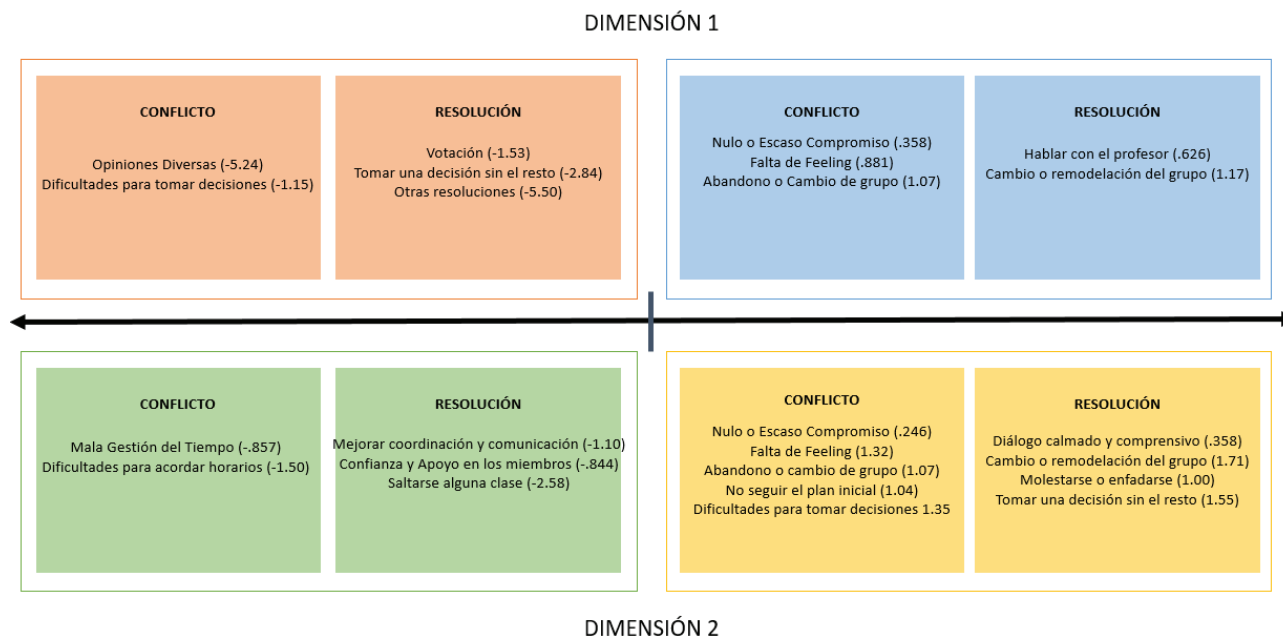 DIMENSIÓN 1
CONFLICTO
Opiniones Diversas (-5.24)
Dificultades para tomar decisiones (-1.15)
RESOLUCIÓN
Votación (-1.53)
Tomar una decisión sin el resto (-2.84)
Otras resoluciones (-5.50)
CONFLICTO
Nulo o Escaso Compromiso (.358)
Falta de Feeling (.881)
Abandono o Cambio de grupo (1.07)
RESOLUCIÓN
Hablar con el profesor (.626)
Cambio o remodelación del grupo (1.17)
CONFLICTO
Mala Gestión del Tiempo (-.857)
Dificultades para acordar horarios (-1.50)
RESOLUCIÓN
Mejorar coordinación y comunicación (-1.10)
Confianza y Apoyo en los miembros (-.844)
Saltarse alguna clase (-2.58)
CONFLICTO
Nulo o Escaso Compromiso (.246)
Falta de Feeling (1.32)
Abandono o cambio de grupo (1.07)
No seguir el plan inicial (1.04)
Dificultades para tomar decisiones 1.35
RESOLUCIÓN
Diálogo calmado y comprensivo (.358)
Cambio o remodelación del grupo (1.71)
Molestarse o enfadarse (1.00)
Tomar una decisión sin el resto (1.55)
DIMENSIÓN 2